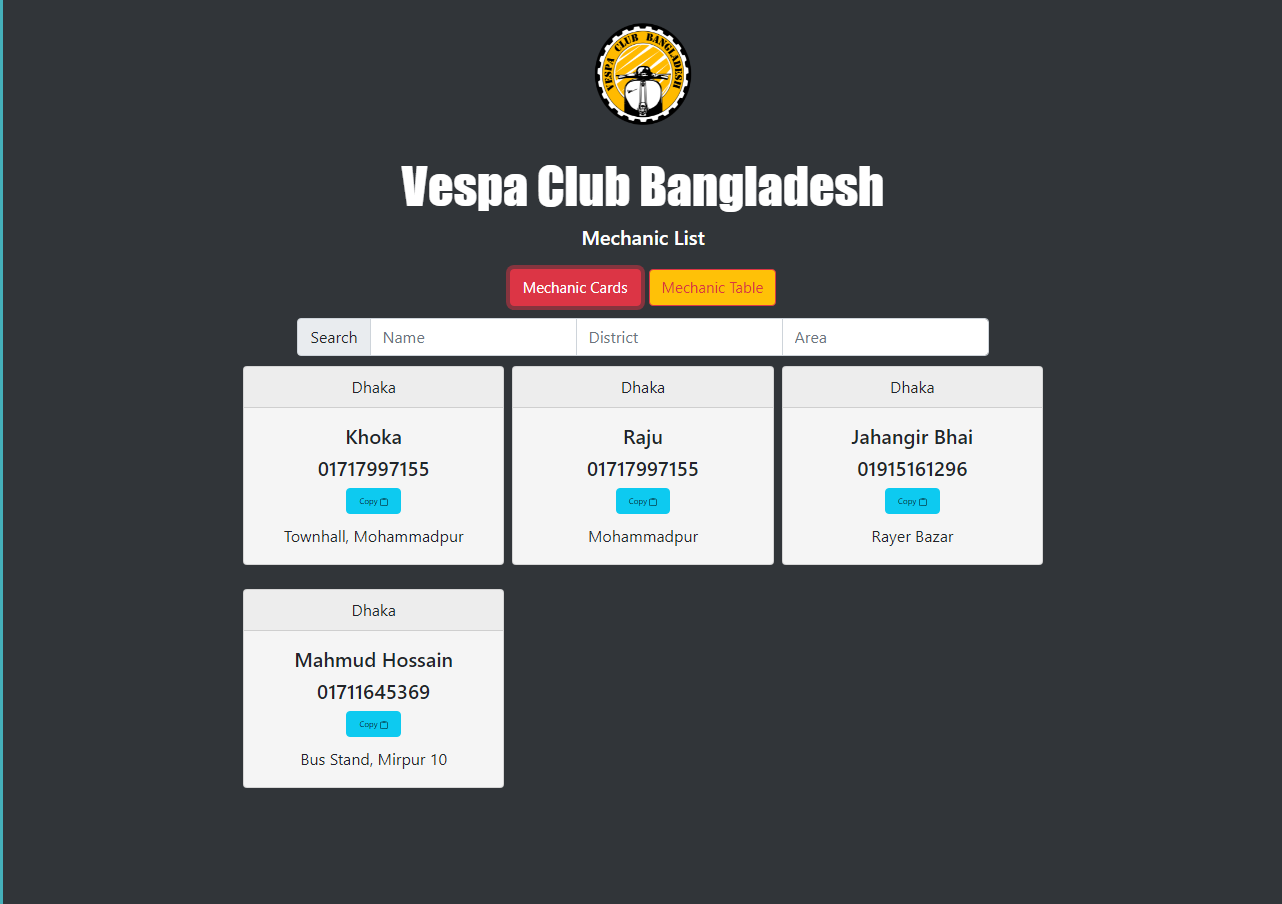 VESPA CLUB BANGLADESH
Vespa Club Bangladesh
Mechanic List
Mechanic Cards Mechanic Table
Search Name District Area
Dhaka Dhaka Dhaka
Khoka Raju Jahangir Bhai
01717997155 01717997155 01915161296
Copy Copy Copy
Townhall, Mohammadpur Mohammadpur Rayer Bazar
Dhaka
Mahmud Hossain
01711645369
Copy
Bus Stand, Mirpur 10